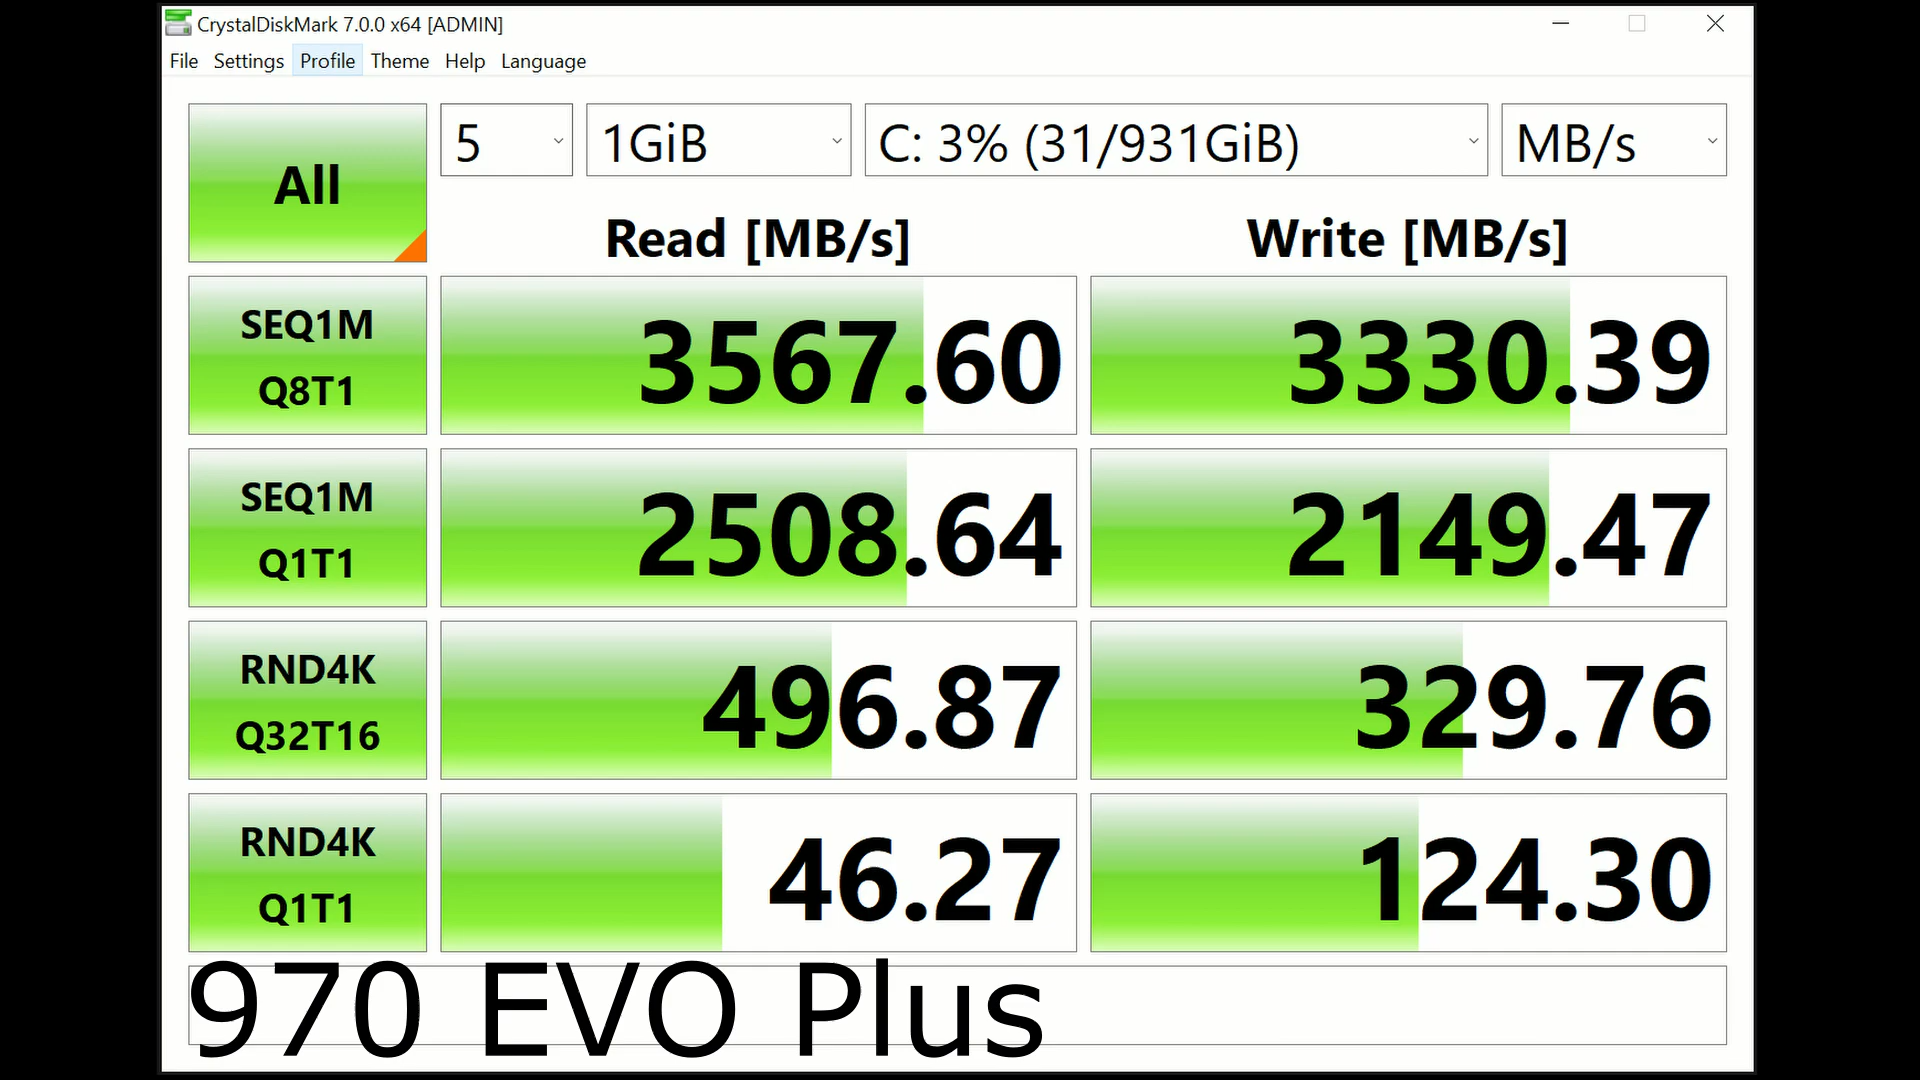 CrystalDiskMark 7.0.0 x64 [ADMIN]
File Settings Profile Theme Help Language
All 5 1GiB C: 3% (31/931GiB) MB/s
Read [MB/s] Write [MB/s]
SEQ1M
Q8T1 3567.60 3330.39
SEQ1M
Q1T1 2508.64 2149.47
RND4K
Q32T16 496.87 329.76
RND4K
Q1T1 46.27 124.30
970 EVO Plus